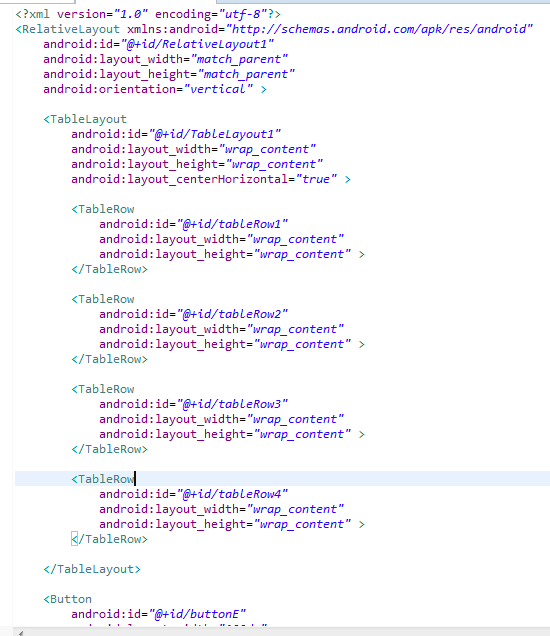 <?xml version="1.0" encoding="utf-8"?>
<RelativeLayout xmlns:android="http://schemas.android.com/apk/res/android"
    android:id="@+id/RelativeLayout1"
    android:layout_width="match_parent"
    android:layout_height="match_parent"
    android:orientation="vertical" >

    <TableLayout
        android:id="@+id/TableLayout1"
        android:layout_width="wrap_content"
        android:layout_height="wrap_content"
        android:layout_centerHorizontal="true" >

        <TableRow
            android:id="@+id/tableRow1"
            android:layout_width="wrap_content"
            android:layout_height="wrap_content" >
        </TableRow>

        <TableRow
            android:id="@+id/tableRow2"
            android:layout_width="wrap_content"
            android:layout_height="wrap_content" >
        </TableRow>

        <TableRow
            android:id="@+id/tableRow3"
            android:layout_width="wrap_content"
            android:layout_height="wrap_content" >
        </TableRow>

        <TableRow
            android:id="@+id/tableRow4"
            android:layout_width="wrap_content"
            android:layout_height="wrap_content" >
        </TableRow>

    </TableLayout>

    <Button
        android:id="@+id/buttonE"